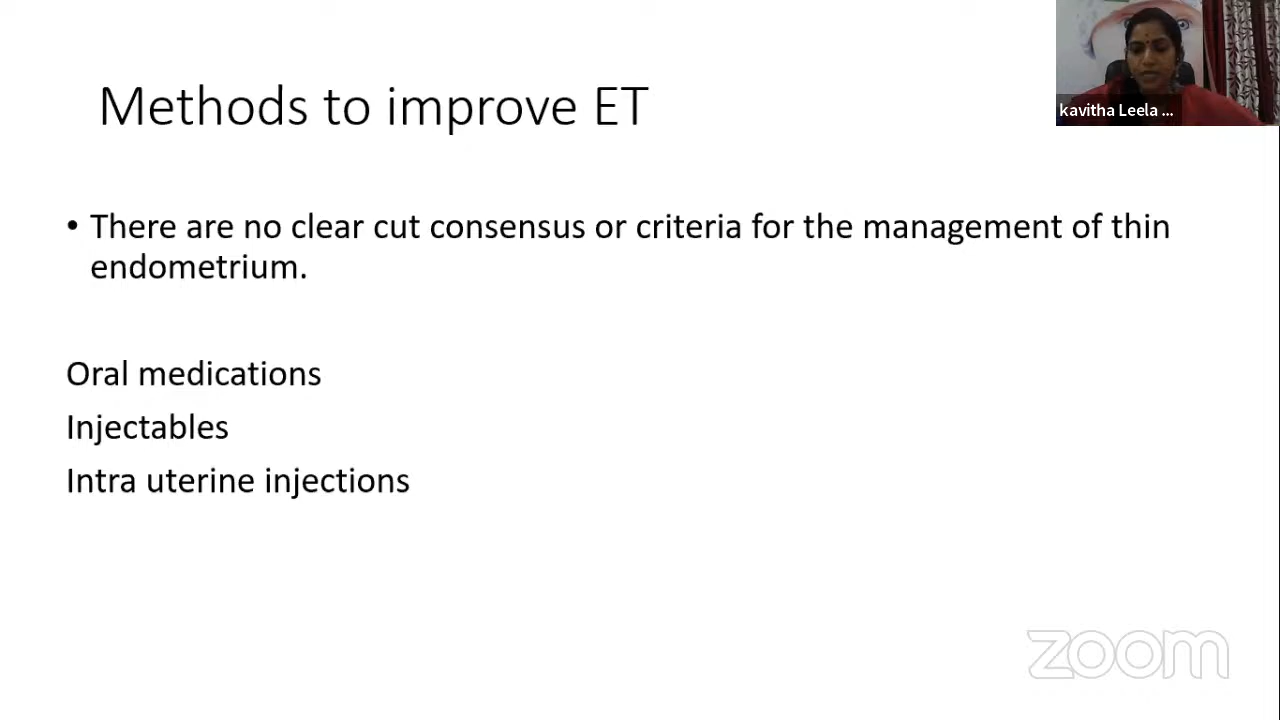 Methods to improve ET
kavitha Leela ...
• There are no clear cut consensus or criteria for the management of thin
endometrium.
Oral medications
Injectables
Intra uterine injections
zoom